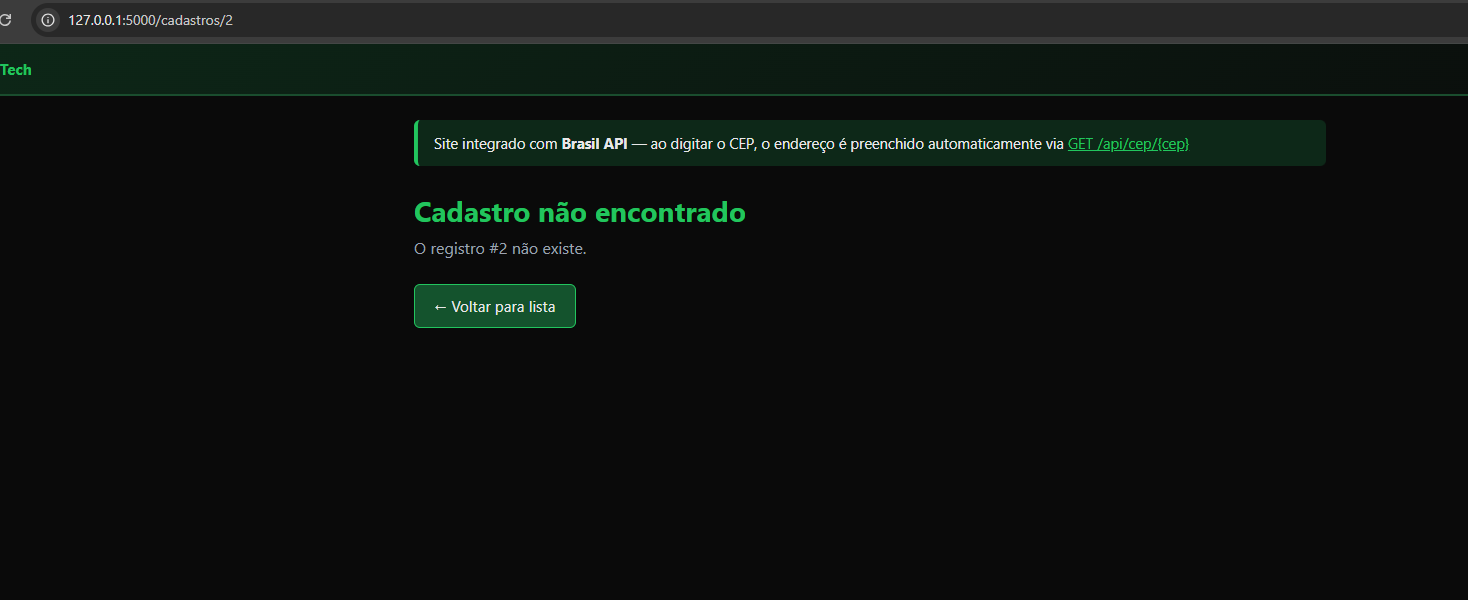 127.0.0.1:5000/cadastros/2
Tech
Site integrado com Brasil API — ao digitar o CEP, o endereço é preenchido automaticamente via GET /api/cep/{cep}
Cadastro não encontrado
O registro #2 não existe.
← Voltar para lista